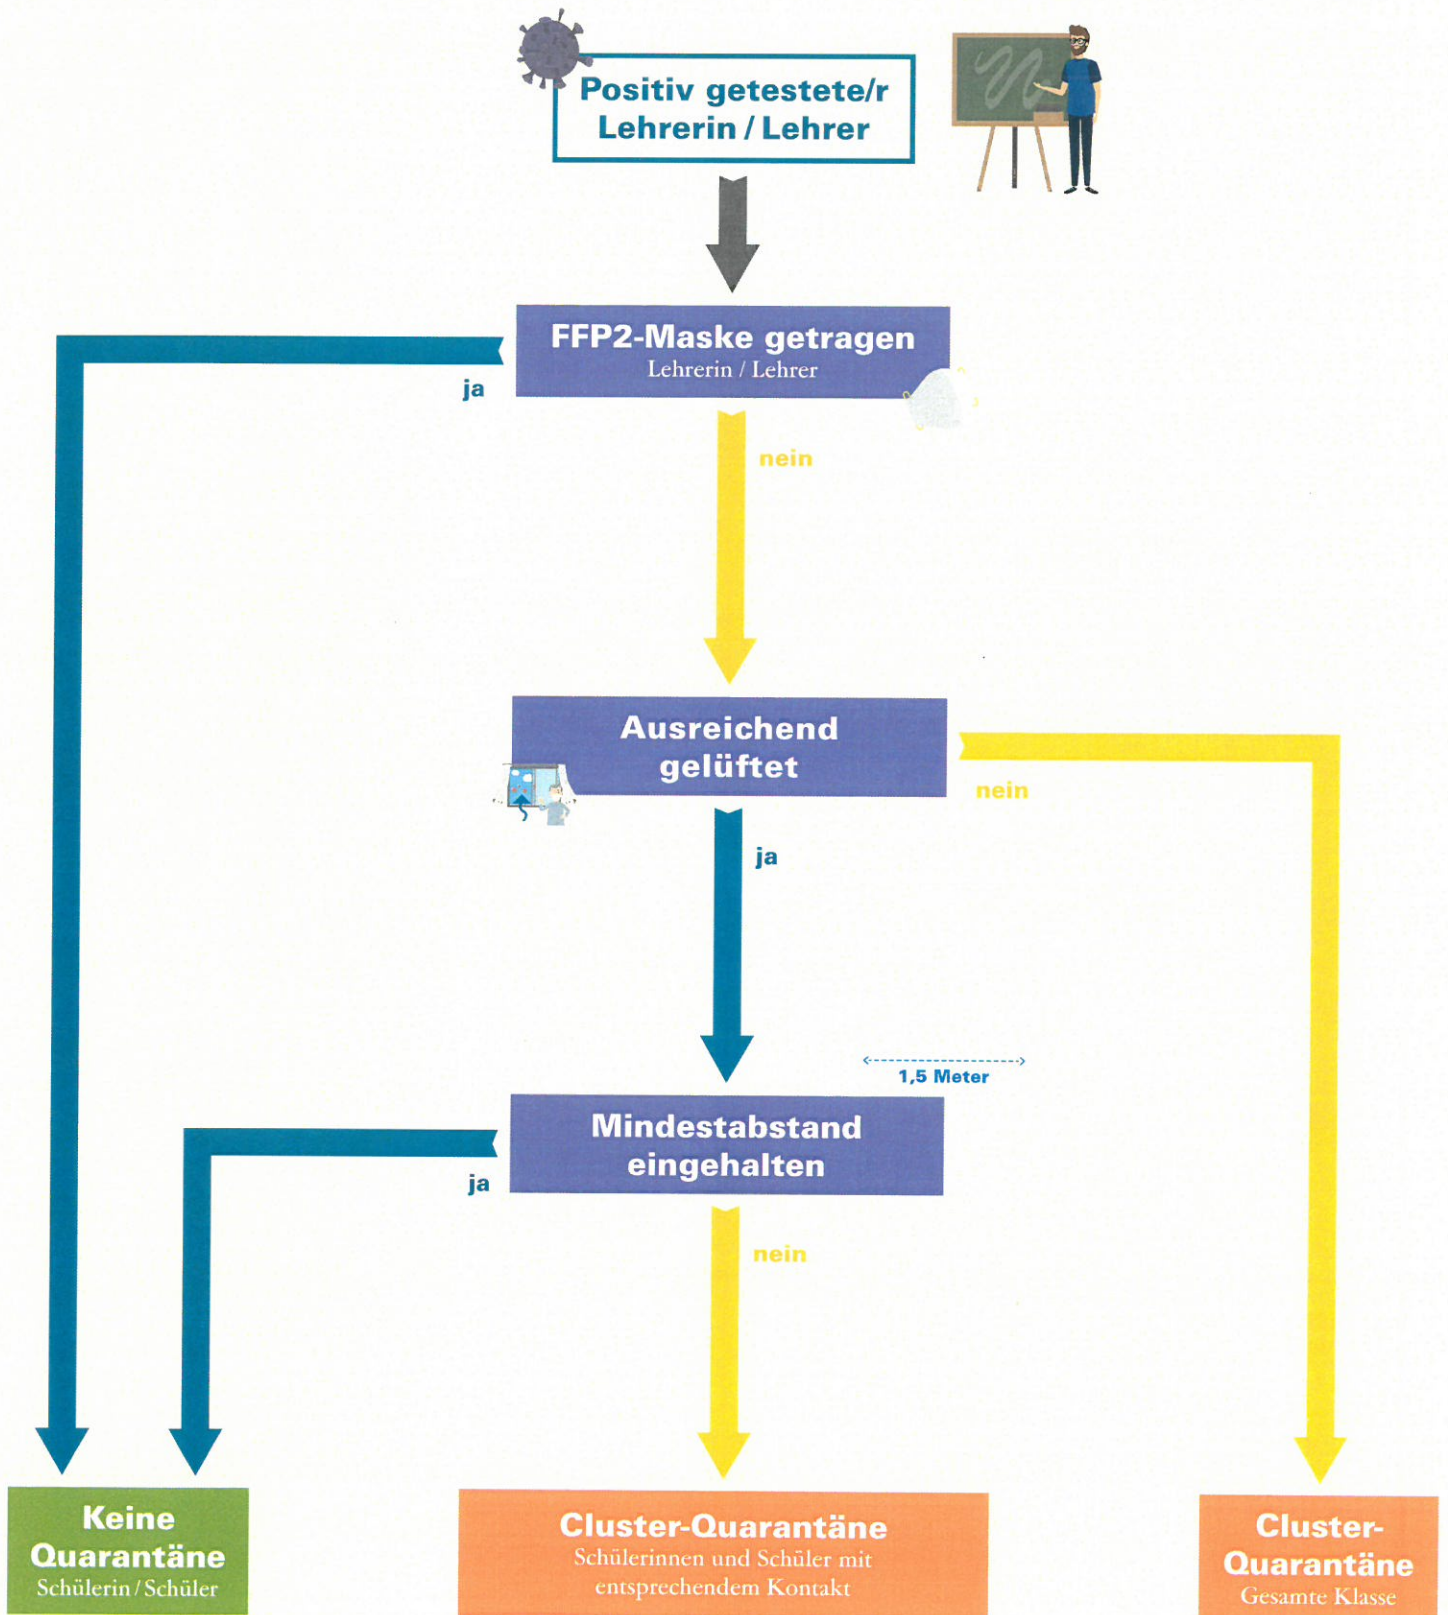 Positiv getestete/r
Lehrerin / Lehrer
FFP2-Maske getragen
Lehrerin / Lehrer
ja
nein
Ausreichend
gelüftet
nein
ja
1,5 Meter
Mindestabstand
eingehalten
ja
nein
Keine
Quarantäne
Schülerin / Schüler
Cluster-Quarantäne
Schülerinnen und Schüler mit
entsprechendem Kontakt
Cluster-
Quarantäne
Gesamte Klasse